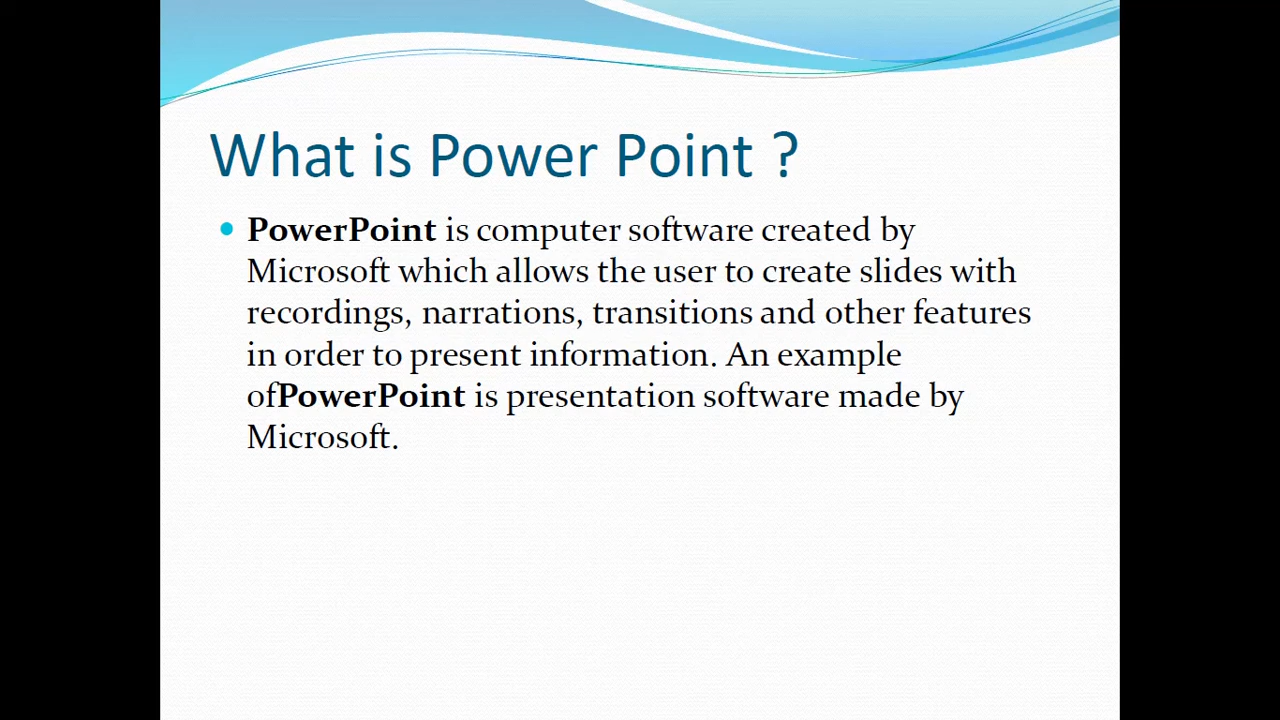 What is Power Point ?
PowerPoint is computer software created by
Microsoft which allows the user to create slides with
recordings, narrations, transitions and other features
in order to present information. An example
ofPowerPoint is presentation software made by
Microsoft.